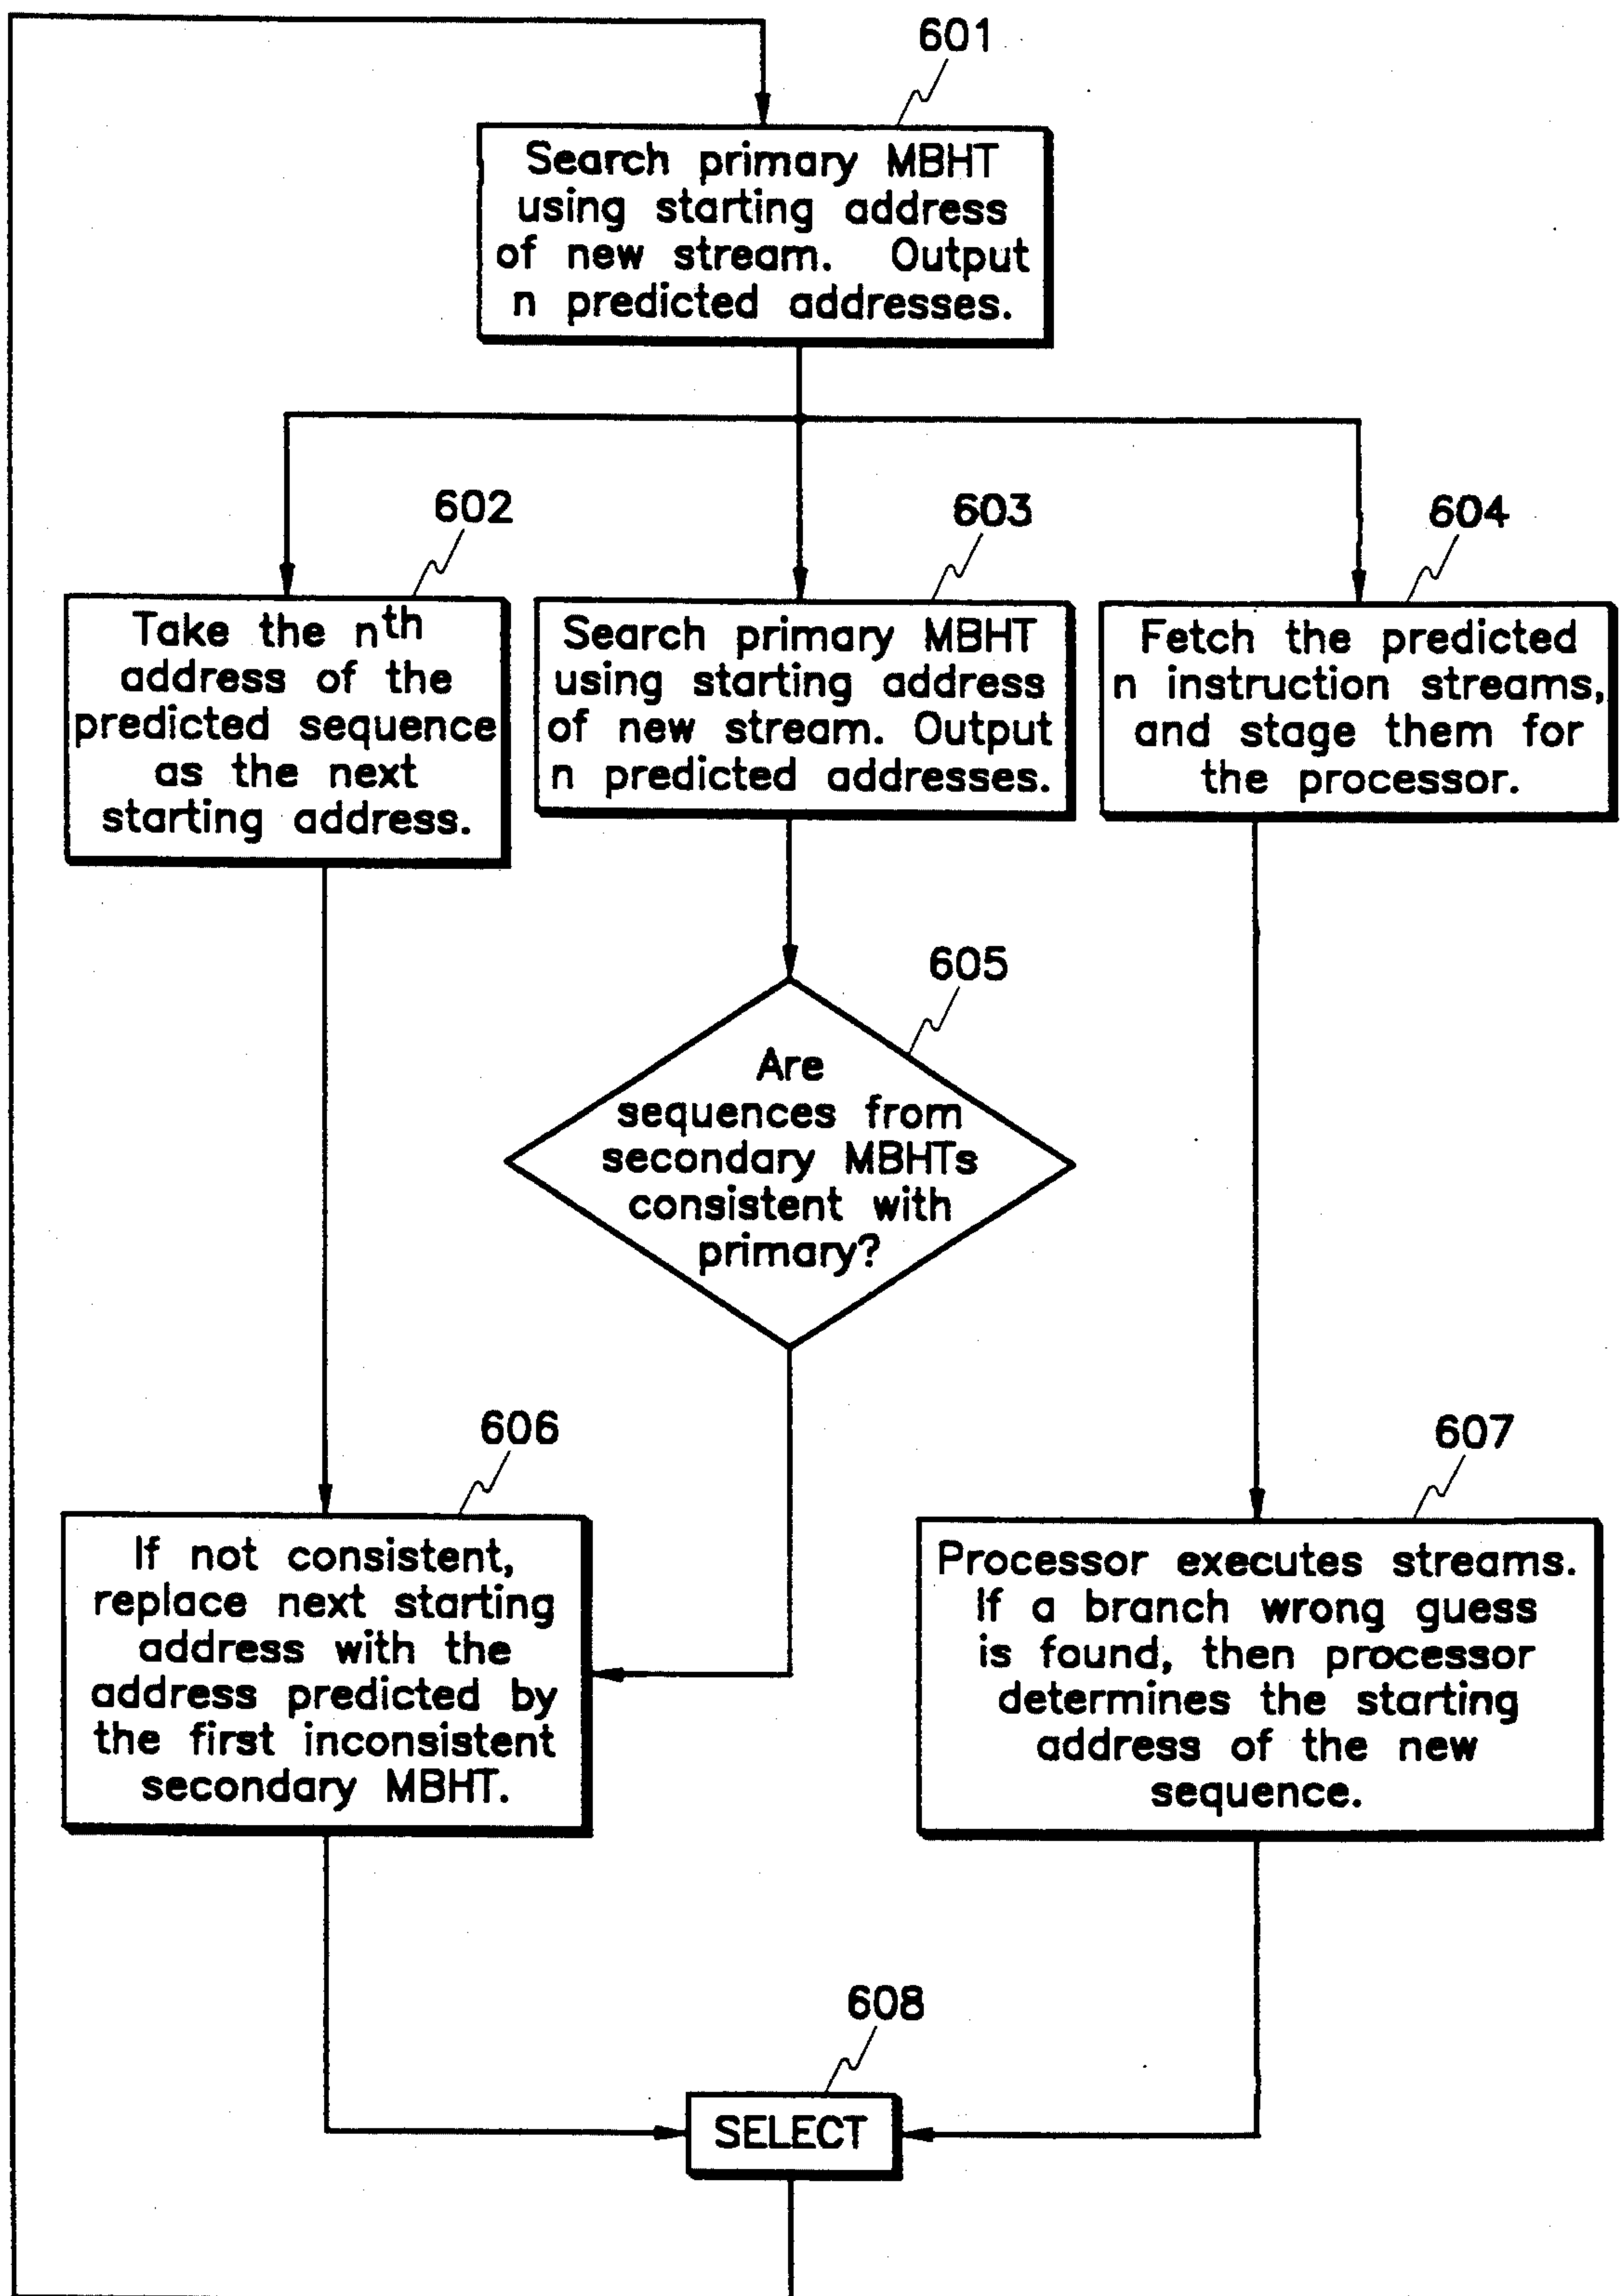 601
Search primary MBHT
using starting address
of new stream. Output
n predicted addresses.
602
Take the nth
address of the
predicted sequence
as the next
starting address.
603
Search primary MBHT
using starting address
of new stream. Output
n predicted addresses.
604
Fetch the predicted
n instruction streams,
and stage them for
the processor.
605
Are
sequences from
secondary MBHTs
consistent with
primary?
606
If not consistent,
replace next starting
address with the
address predicted by
the first inconsistent
secondary MBHT.
607
Processor executes streams.
If a branch wrong guess
is found, then processor
determines the starting
address of the new
sequence.
608
SELECT